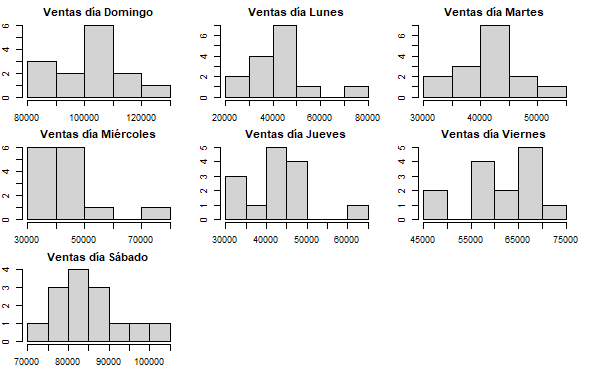 Ventas día Domingo
0 2 4 6
80000 100000 120000
Ventas día Lunes
0 2 4 6
20000 40000 60000 80000
Ventas día Martes
0 2 4 6
30000 40000 50000
Ventas día Miércoles
0 2 4 6
30000 50000 70000
Ventas día Jueves
0 1 2 3 4 5
30000 40000 50000 60000
Ventas día Viernes
0 1 2 3 4 5
45000 55000 65000 75000
Ventas día Sábado
0 1 2 3 4
70000 80000 90000 100000